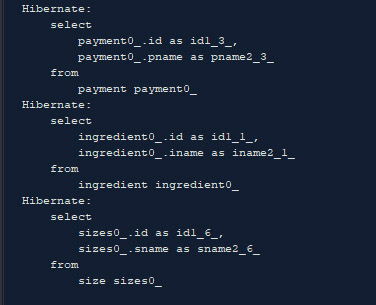 Hibernate:
    select
        payment0_.id as id1_3_,
        payment0_.pname as pname2_3_
    from
        payment payment0_
Hibernate:
    select
        ingredient0_.id as id1_1_,
        ingredient0_.iname as iname2_1_
    from
        ingredient ingredient0_
Hibernate:
    select
        sizes0_.id as id1_6_,
        sizes0_.sname as sname2_6_
    from
        size sizes0_